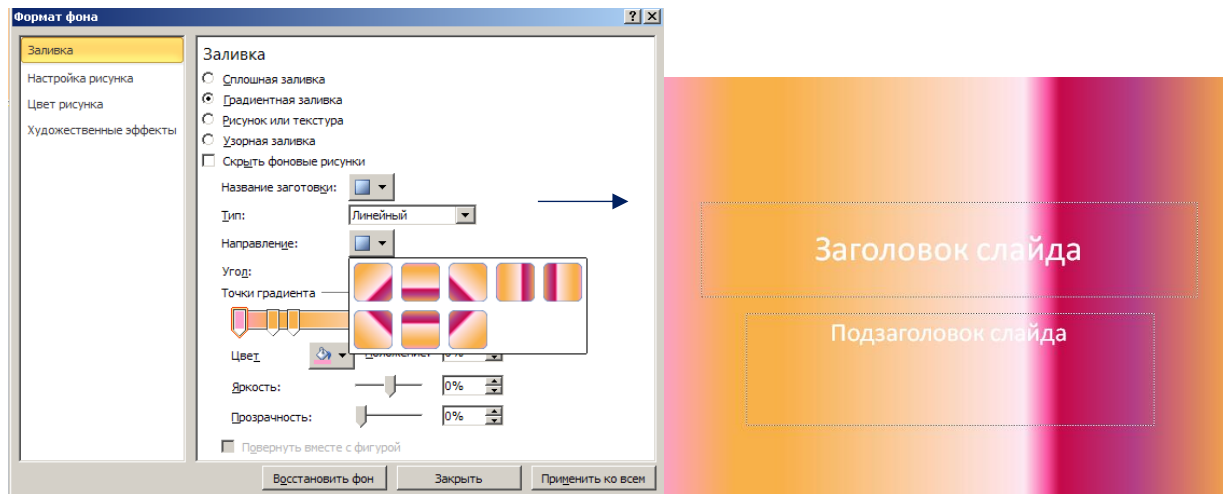 Формат фона
Заливка
Настройка рисунка
Цвет рисунка
Художественные эффекты
Заливка
Сплошная заливка
Градиентная заливка
Рисунок или текстура
Узорная заливка
Скрыть фоновые рисунки
Название заготовки:
Тип: Линейный
Направление:
Угол:
Точки градиента
Цвет Положение: 0%
Яркость: 0%
Прозрачность: 0%
Повернуть вместе с фигурой
Восстановить фон Закрыть Применить ко всем
Заголовок слайда
Подзаголовок слайда